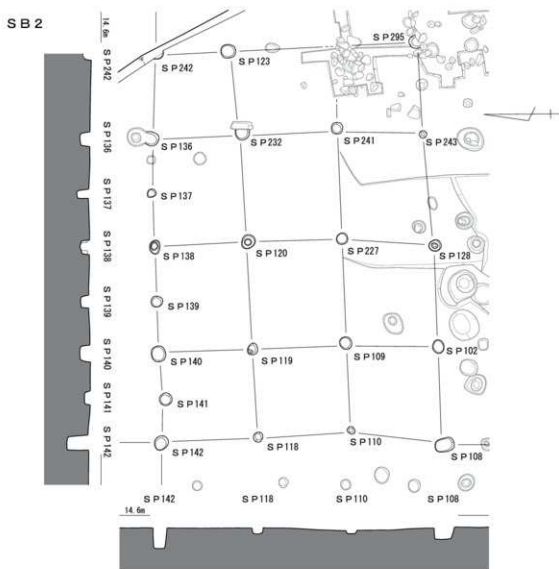 SB2
14.6m
SP242
SP136
SP137
SP138
SP139
SP140
SP141
SP142
SP242
SP123
SP295
SP136
SP232
SP241
SP243
SP137
SP138
SP120
SP227
SP128
SP139
SP140
SP119
SP109
SP102
SP141
SP142
SP118
SP110
SP108
SP142
SP118
SP110
SP108
14.6m